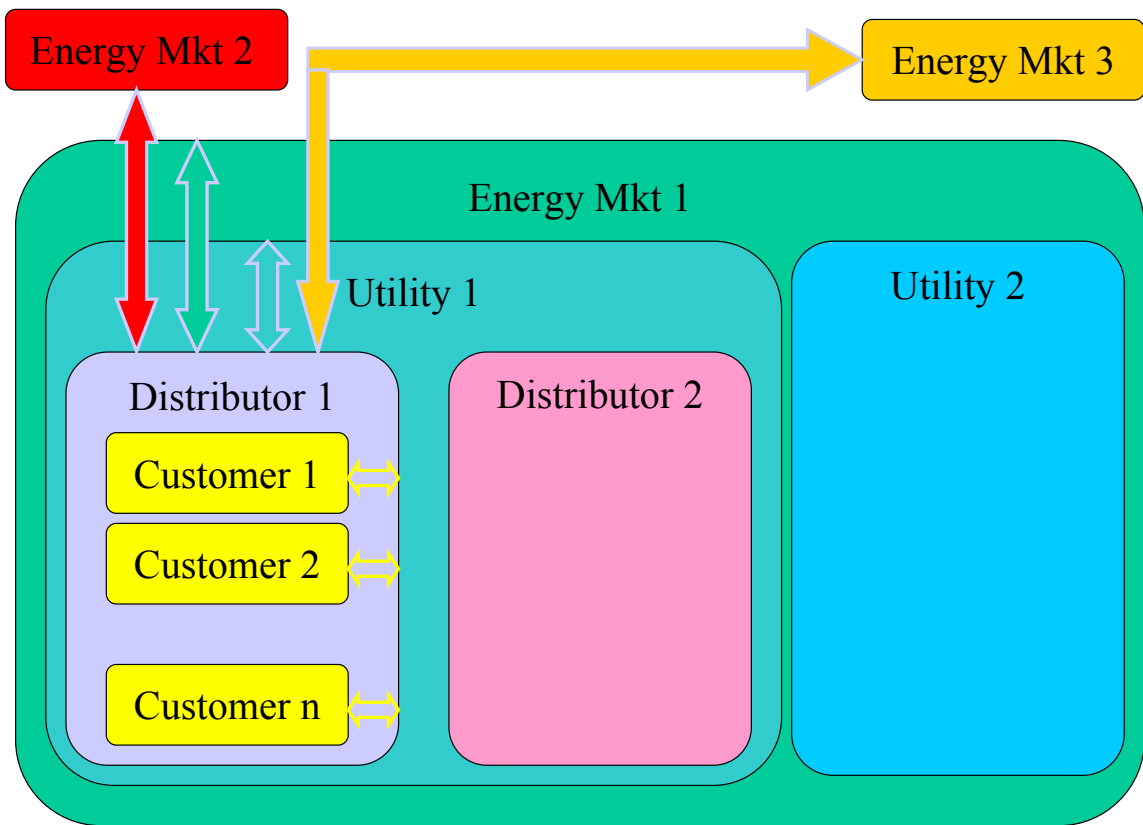 Energy Mkt 2
Energy Mkt 3
Energy Mkt 1
Utility 1
Utility 2
Distributor 1
Distributor 2
Customer 1
Customer 2
Customer n